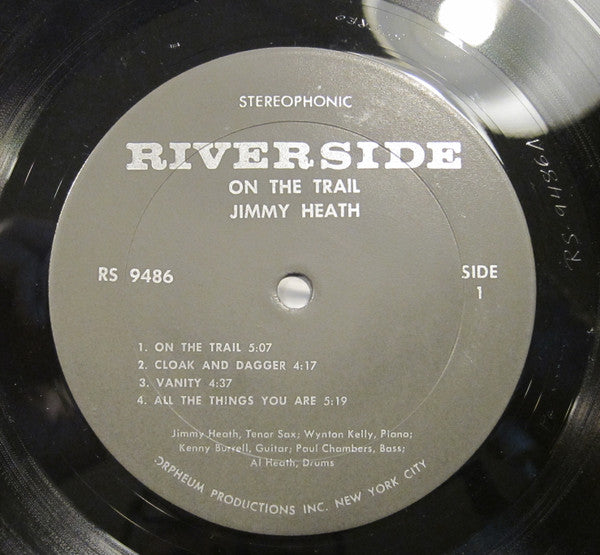 STEREOPHONIC
RIVERSIDE
ON THE TRAIL
JIMMY HEATH
RS 9486
SIDE
1
1. ON THE TRAIL 5:07
2. CLOAK AND DAGGER 4:17
3. VANITY 4:37
4. ALL THE THINGS YOU ARE 5:19
Jimmy Heath, Tenor Sax; Wynton Kelly, Piano;
Kenny Burrell, Guitar; Paul Chambers, Bass;
Al Heath, Drums
ORPHEUM PRODUCTIONS INC. NEW YORK CITY
RS-9486A